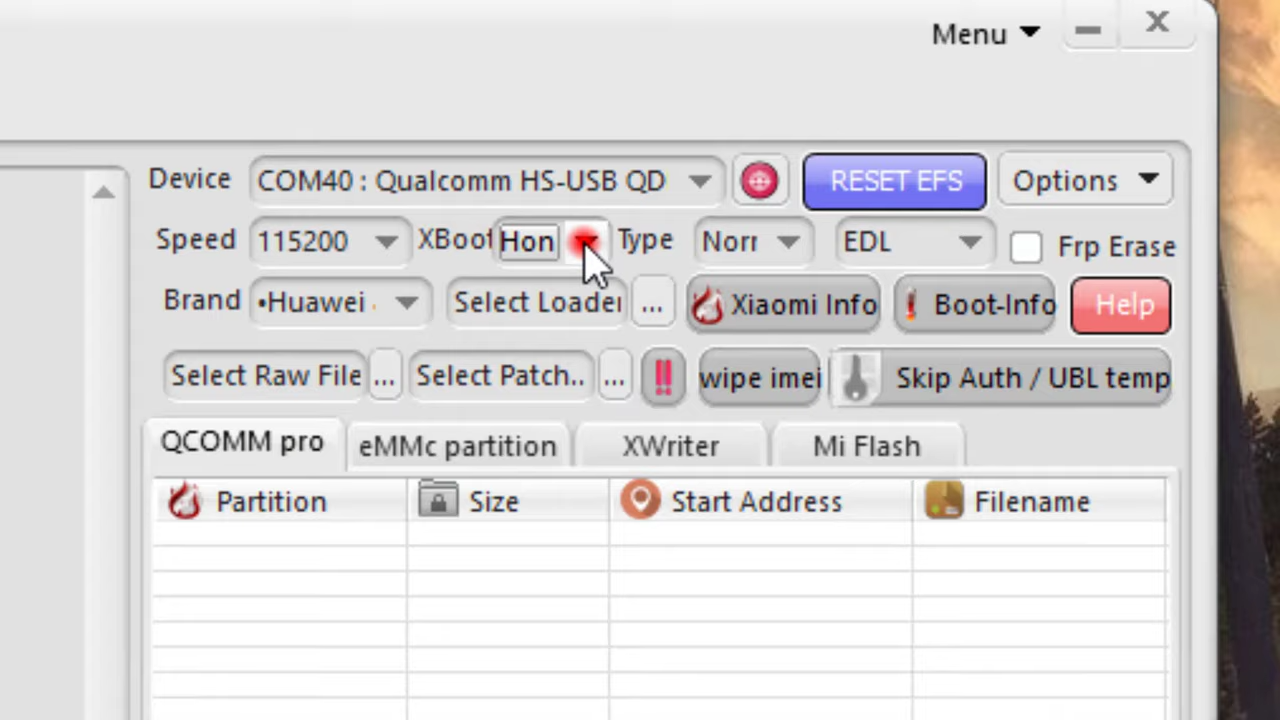 Menu
Device COM40 : Qualcomm HS-USB QD RESET EFS Options
Speed 115200 XBoot Hon Type Norr EDL Frp Erase
Brand •Huawei Select Loader ... Xiaomi Info Boot-Info Help
Select Raw File ... Select Patch.. ... !! wipe imei Skip Auth / UBL temp
QCOMM pro eMMc partition XWriter Mi Flash
Partition Size Start Address Filename